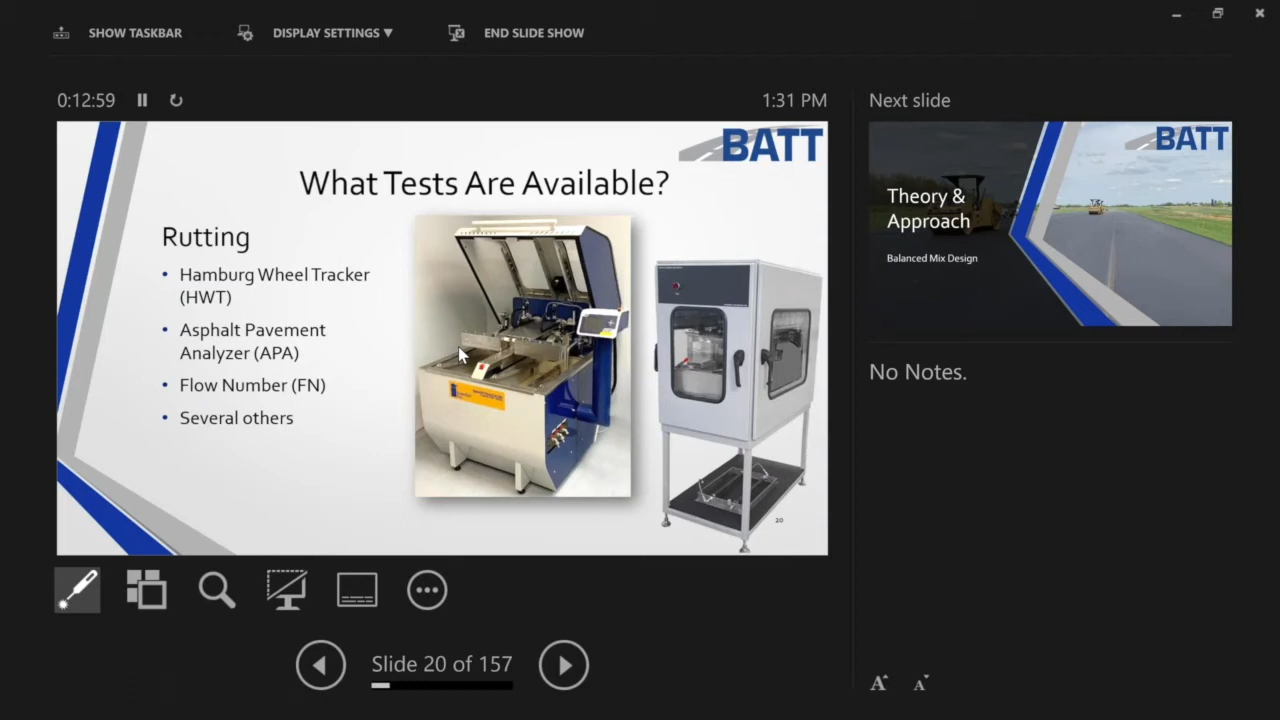 SHOW TASKBAR
DISPLAY SETTINGS ▼
END SLIDE SHOW
0:12:59
1:31 PM
Next slide
BATT
What Tests Are Available?
Rutting
• Hamburg Wheel Tracker
(HWT)
• Asphalt Pavement
Analyzer (APA)
• Flow Number (FN)
• Several others
20
BATT
Theory &
Approach
Balanced Mix Design
No Notes.
Slide 20 of 157
A A